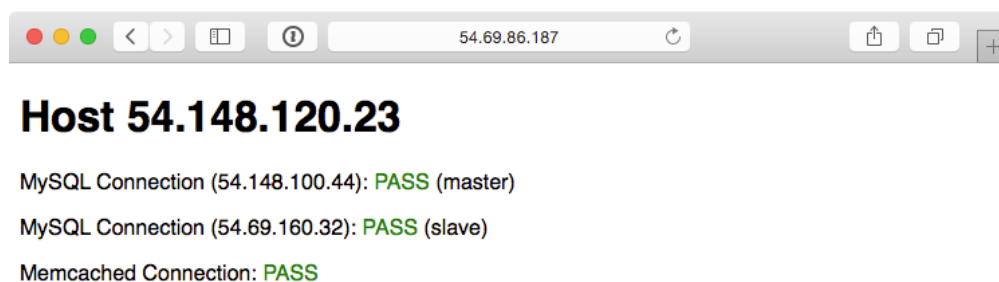 54.69.86.187
Host 54.148.120.23
MySQL Connection (54.148.100.44): PASS (master)
MySQL Connection (54.69.160.32): PASS (slave)
Memcached Connection: PASS